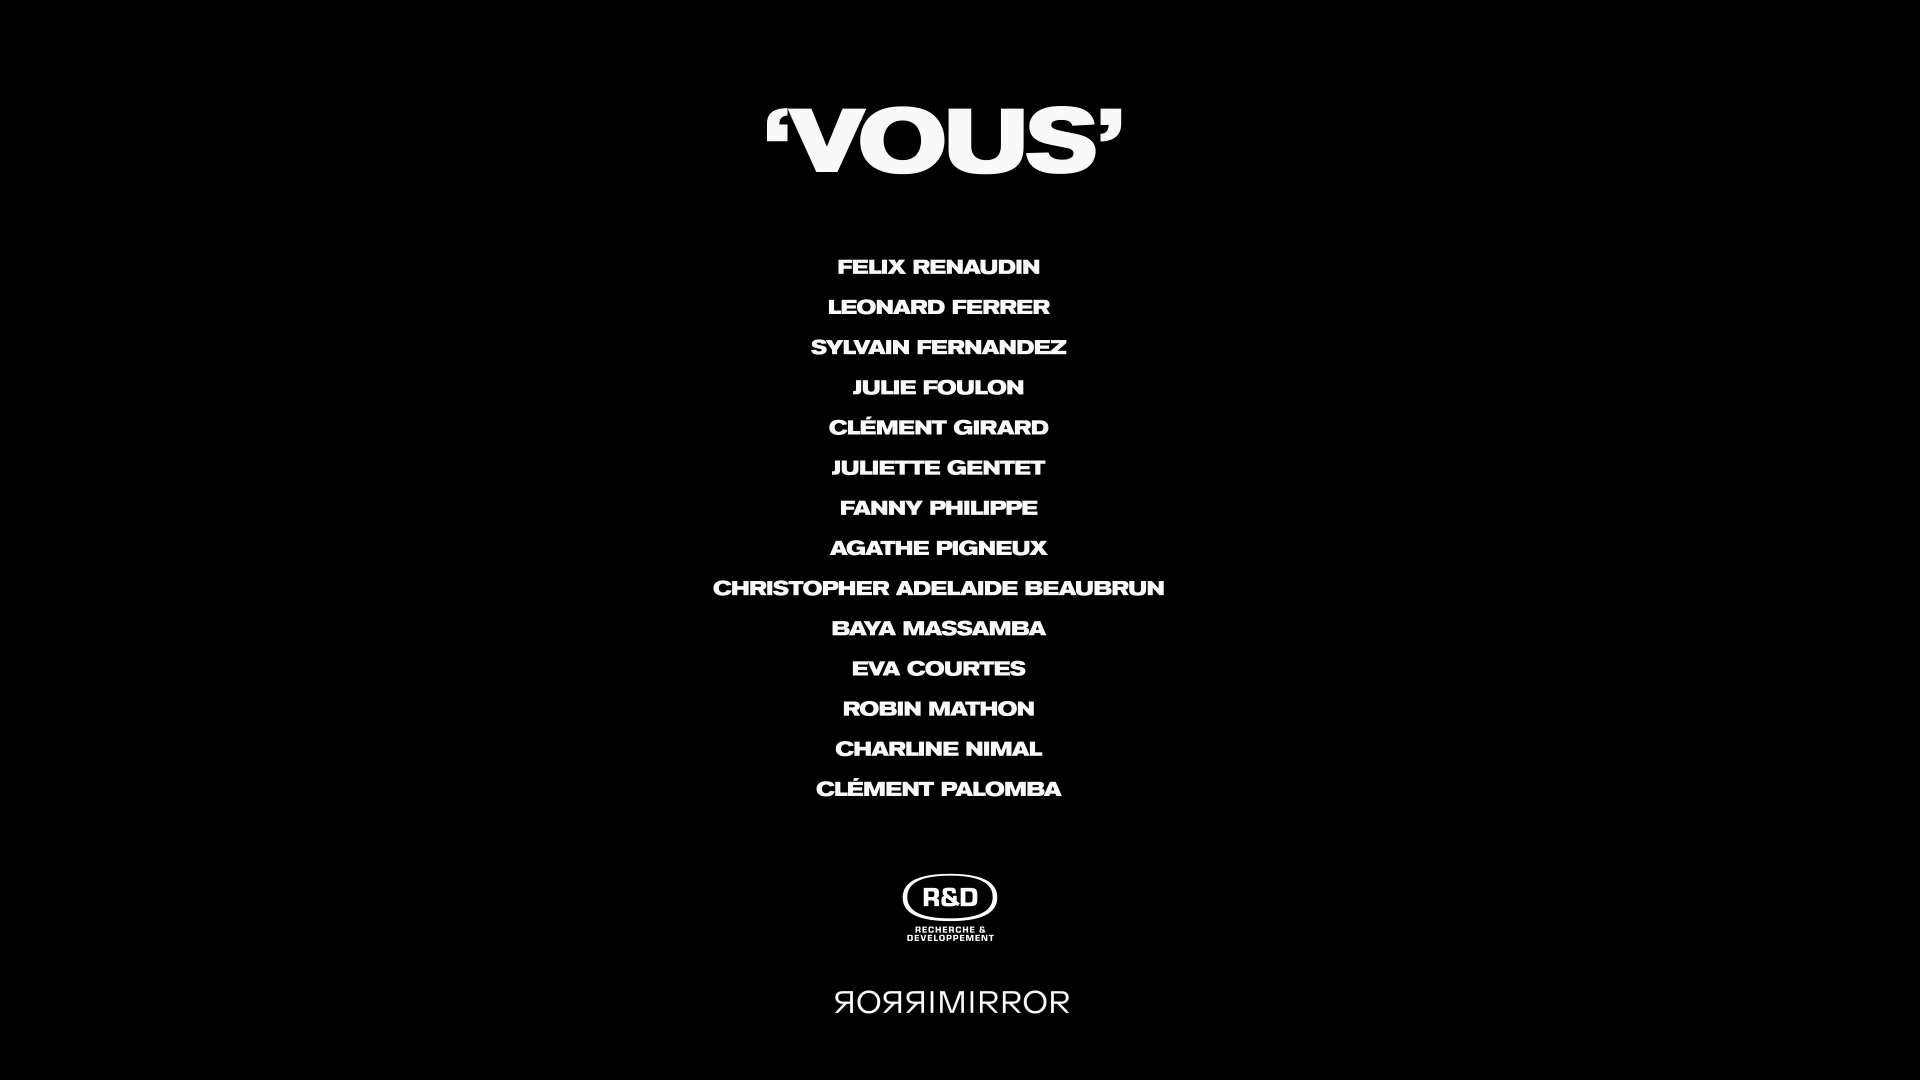 ‘VOUS’
FELIX RENAUDIN
LEONARD FERRER
SYLVAIN FERNANDEZ
JULIE FOULON
CLÉMENT GIRARD
JULIETTE GENTET
FANNY PHILIPPE
AGATHE PIGNEUX
CHRISTOPHER ADELAIDE BEAUBRUN
BAYA MASSAMBA
EVA COURTES
ROBIN MATHON
CHARLINE NIMAL
CLÉMENT PALOMBA
R&D
RECHERCHE &
DEVELOPPEMENT
ЯOЯЯIMIRROR